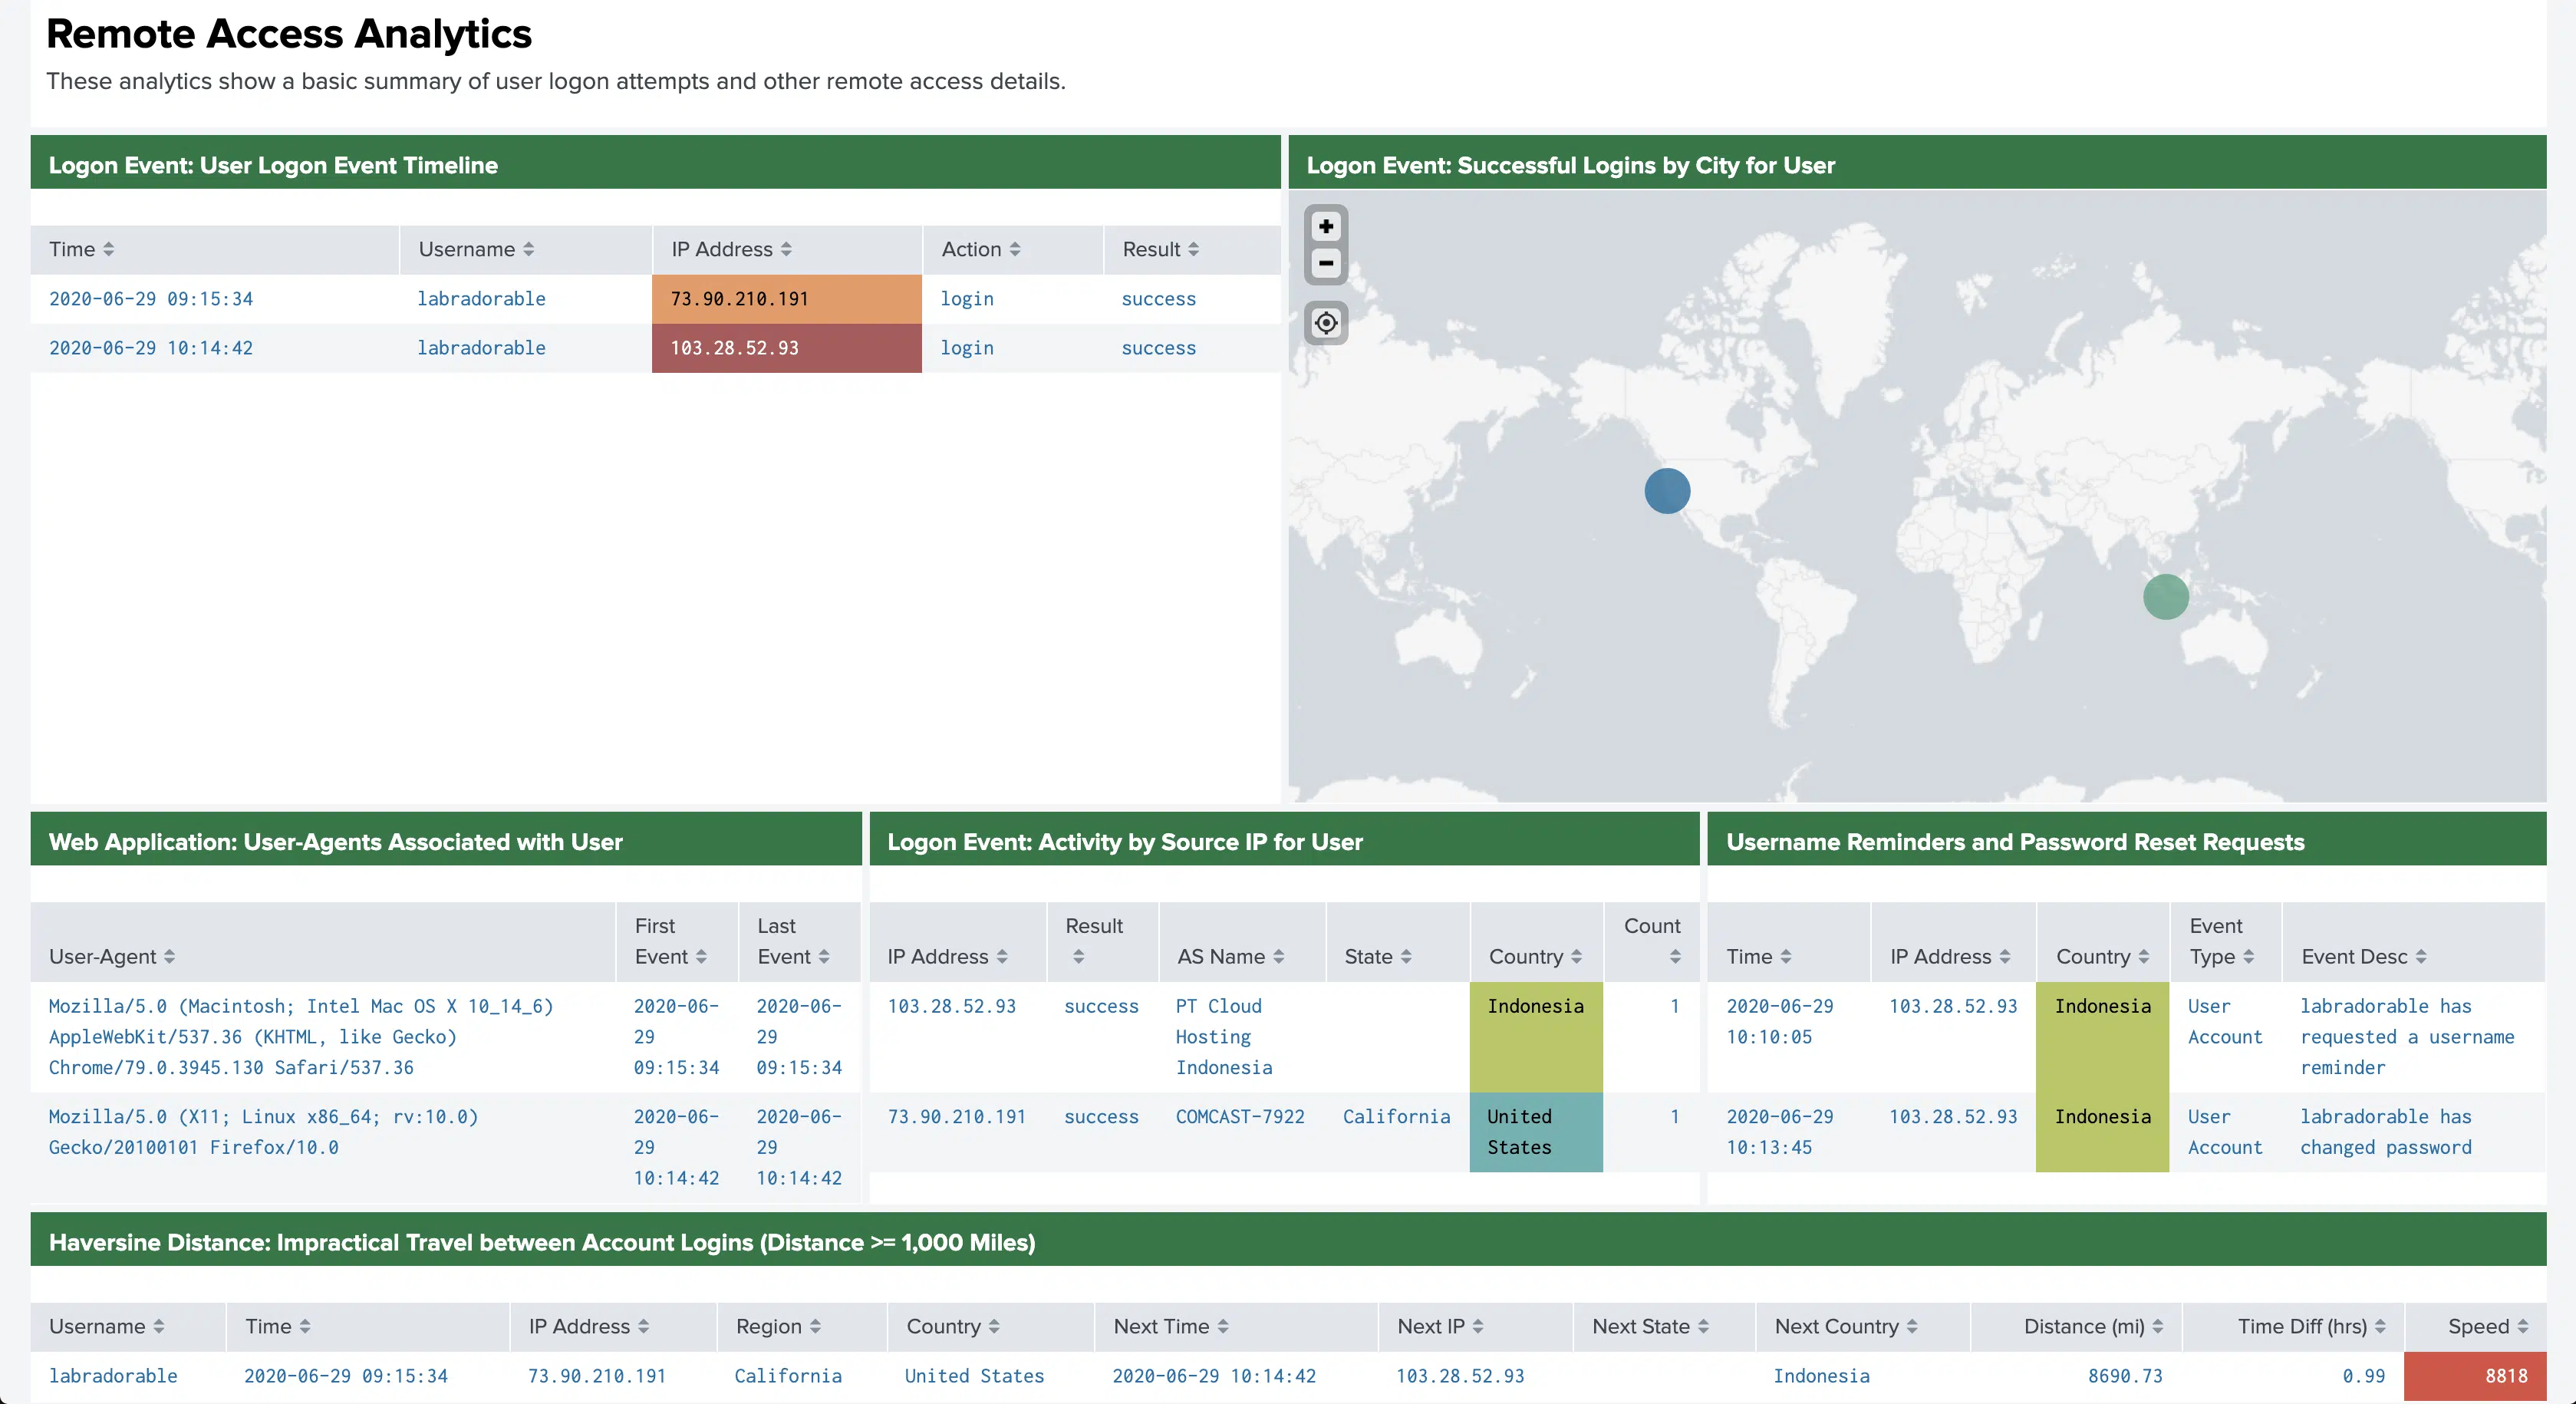 Remote Access Analytics
These analytics show a basic summary of user logon attempts and other remote access details.
Logon Event: User Logon Event Timeline
Time Username IP Address Action Result
2020-06-29 09:15:34 labradorable 73.90.210.191 login success
2020-06-29 10:14:42 labradorable 103.28.52.93 login success
Logon Event: Successful Logins by City for User
Web Application: User-Agents Associated with User
User-Agent First Event Last Event
Mozilla/5.0 (Macintosh; Intel Mac OS X 10_14_6) 2020-06- 2020-06-
AppleWebKit/537.36 (KHTML, like Gecko) 29 29
Chrome/79.0.3945.130 Safari/537.36 09:15:34 09:15:34
Mozilla/5.0 (X11; Linux x86_64; rv:10.0) 2020-06- 2020-06-
Gecko/20100101 Firefox/10.0 29 29
10:14:42 10:14:42
Logon Event: Activity by Source IP for User
IP Address Result AS Name State Country Count
103.28.52.93 success PT Cloud Indonesia 1
Hosting
Indonesia
73.90.210.191 success COMCAST-7922 California United 1
States
Username Reminders and Password Reset Requests
Time IP Address Country Event Type Event Desc
2020-06-29 103.28.52.93 Indonesia User labradorable has
10:10:05 Account requested a username
reminder
2020-06-29 103.28.52.93 Indonesia User labradorable has
10:13:45 Account changed password
Haversine Distance: Impractical Travel between Account Logins (Distance >= 1,000 Miles)
Username Time IP Address Region Country Next Time Next IP Next State Next Country Distance (mi) Time Diff (hrs) Speed
labradorable 2020-06-29 09:15:34 73.90.210.191 California United States 2020-06-29 10:14:42 103.28.52.93 Indonesia 8690.73 0.99 8818